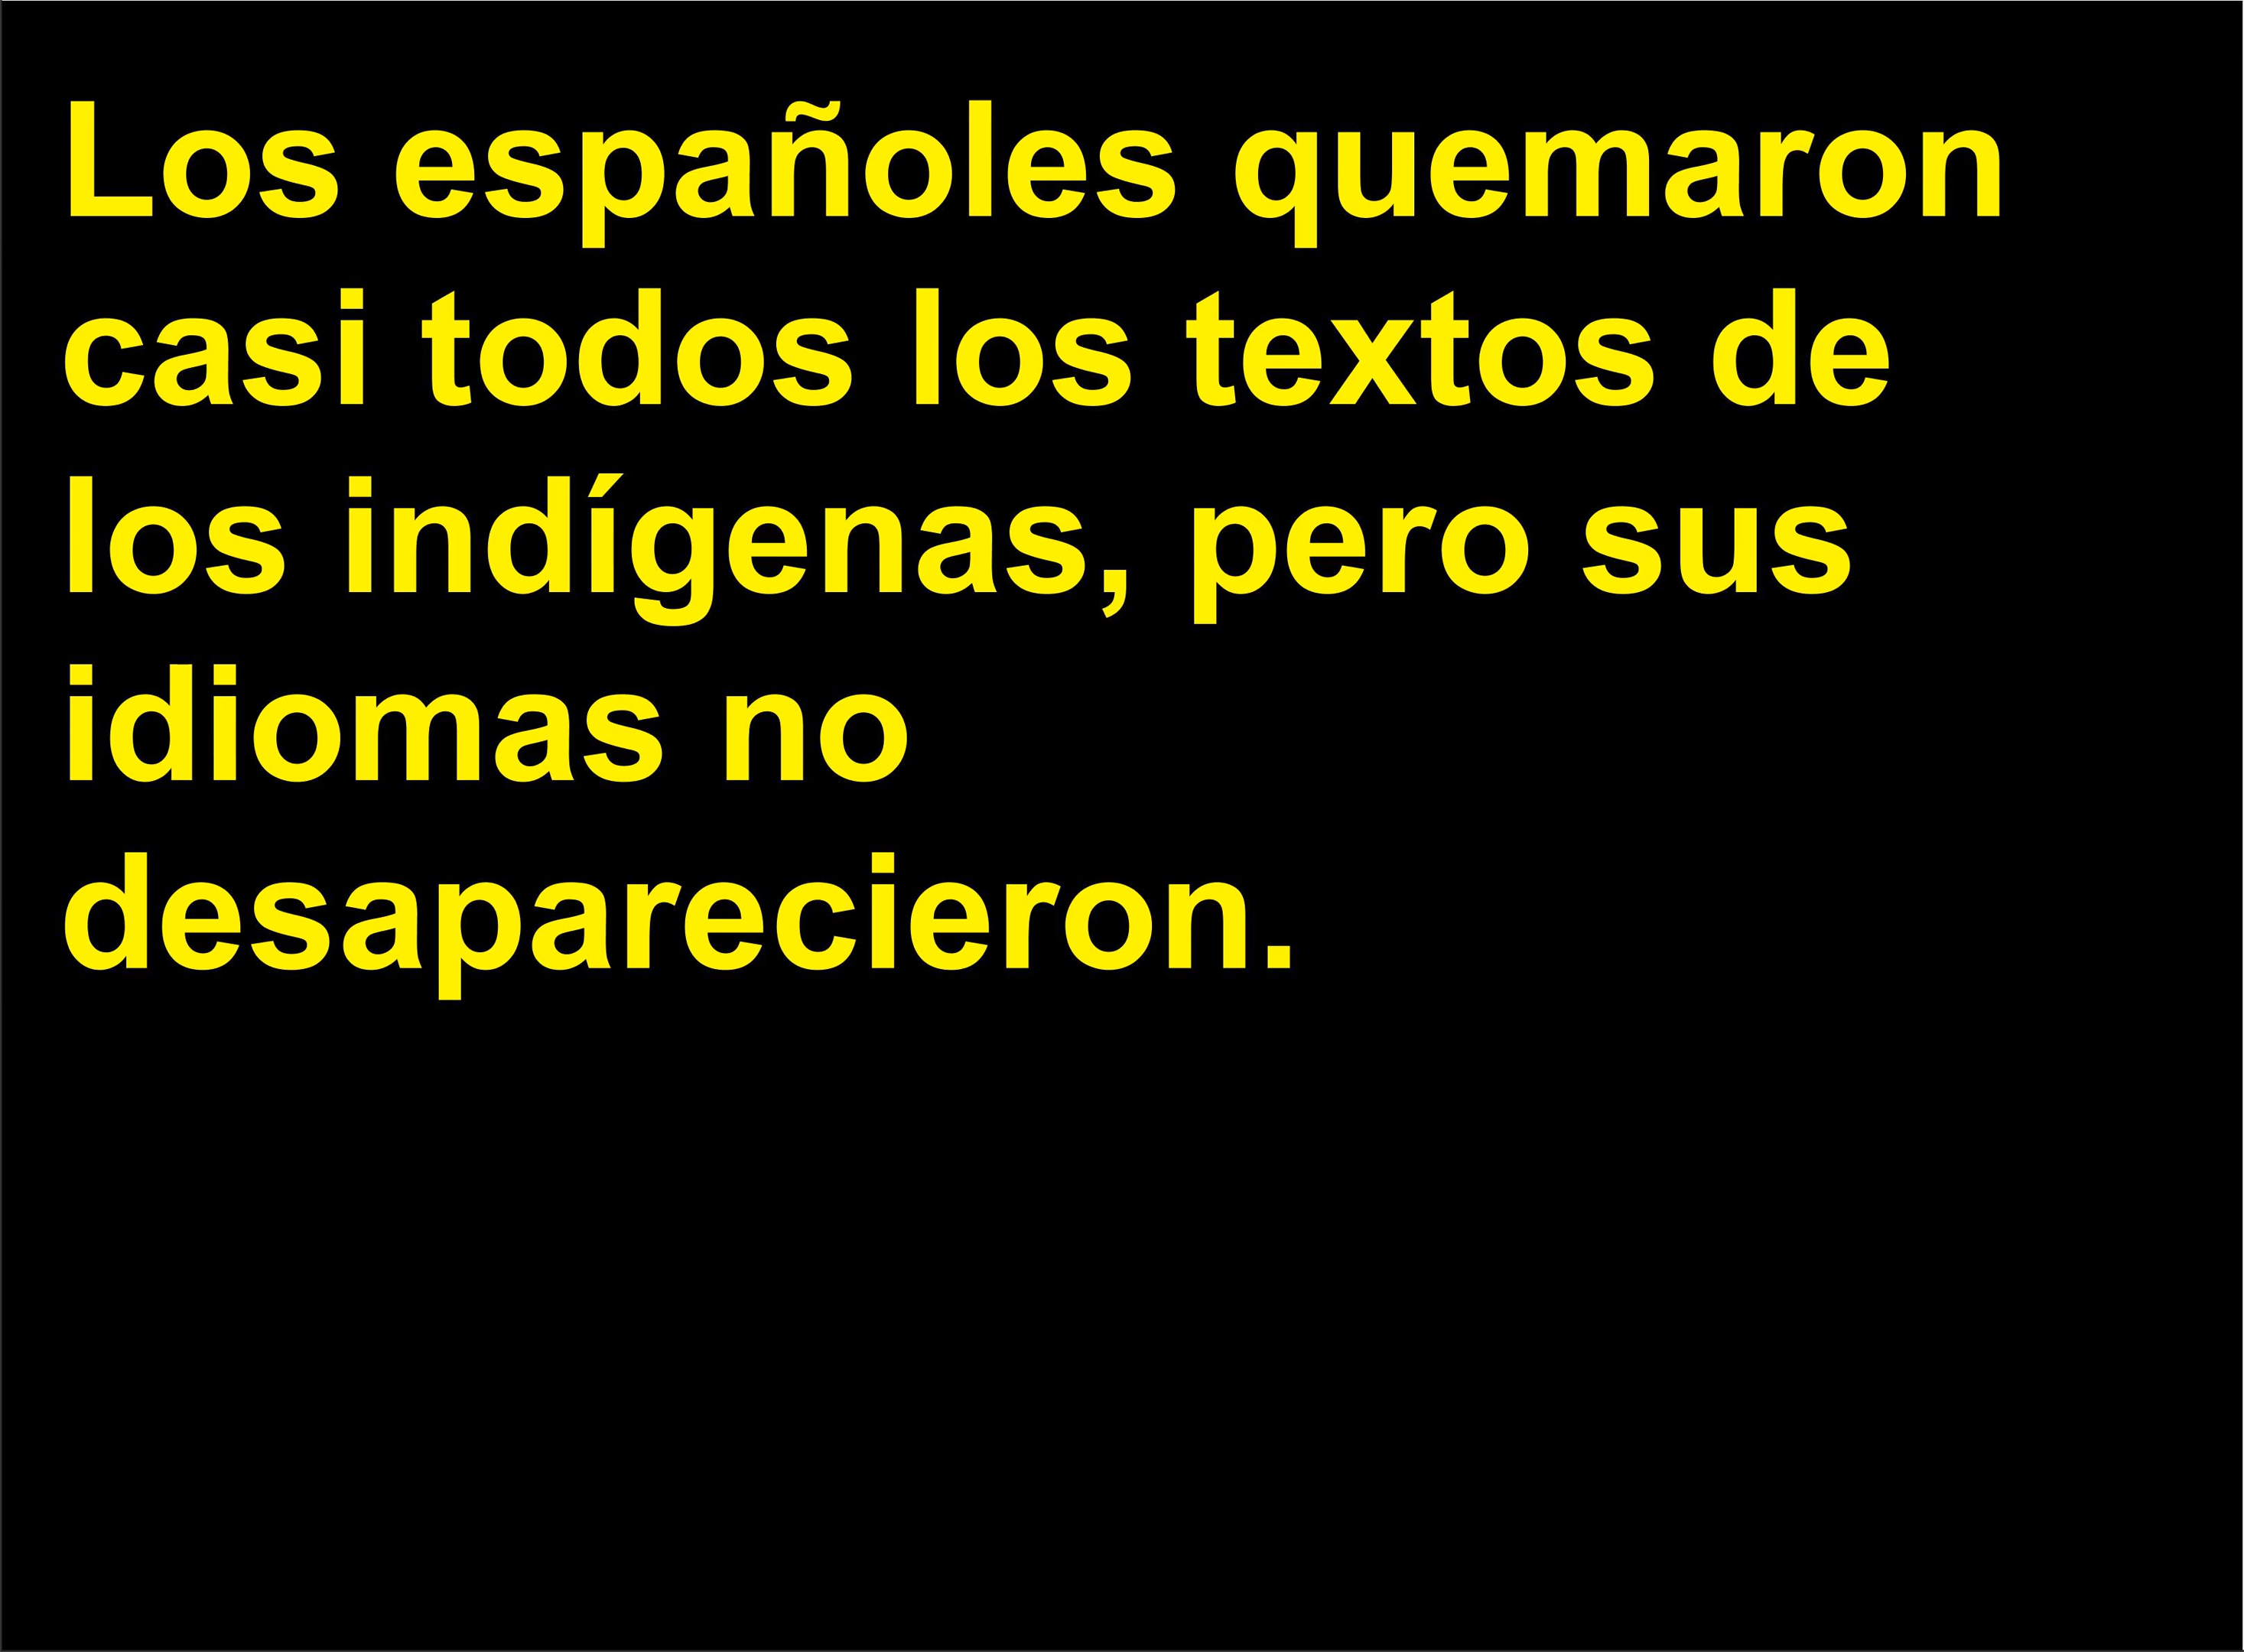 Los españoles quemaron
casi todos los textos de
los indígenas, pero sus
idiomas no
desaparecieron.